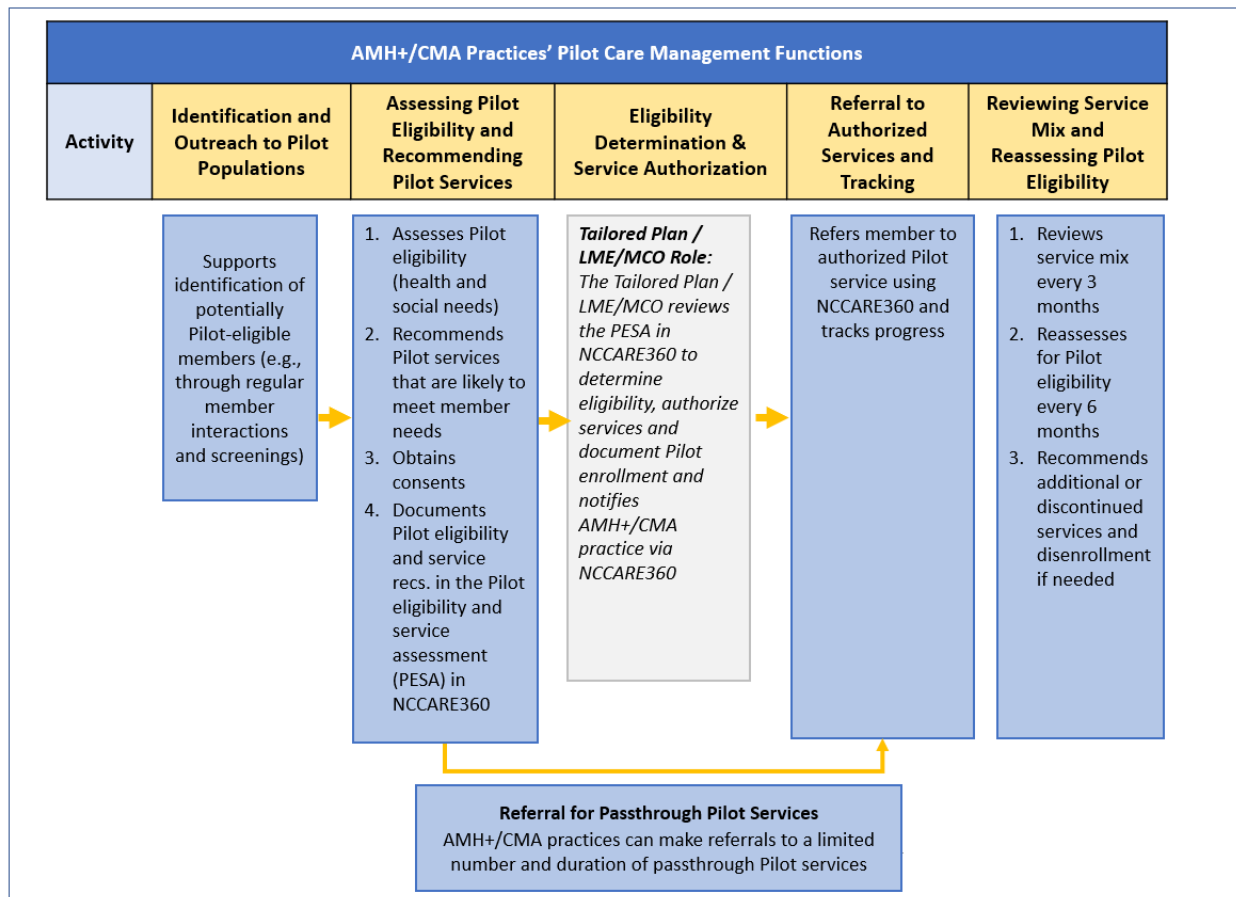 AMH+/CMA Practices’ Pilot Care Management Functions
Activity
Identification and
Outreach to Pilot
Populations
Assessing Pilot
Eligibility and
Recommending
Pilot Services
Eligibility
Determination &
Service Authorization
Referral to
Authorized
Services and
Tracking
Reviewing Service
Mix and
Reassessing Pilot
Eligibility
Supports
identification of
potentially
Pilot-eligible
members (e.g.,
through regular
member
interactions
and screenings)
1. Assesses Pilot
eligibility
(health and
social needs)
2. Recommends
Pilot services
that are likely to
meet member
needs
3. Obtains
consents
4. Documents
Pilot eligibility
and service
recs. in the Pilot
eligibility and
service
assessment
(PESA) in
NCCARE360
Tailored Plan /
LME/MCO Role:
The Tailored Plan /
LME/MCO reviews
the PESA in
NCCARE360 to
determine
eligibility, authorize
services and
document Pilot
enrollment and
notifies
AMH+/CMA
practice via
NCCARE360
Refers member to
authorized Pilot
service using
NCCARE360 and
tracks progress
1. Reviews
service mix
every 3
months
2. Reassesses
for Pilot
eligibility
every 6
months
3. Recommends
additional or
discontinued
services and
disenrollment
if needed
Referral for Passthrough Pilot Services
AMH+/CMA practices can make referrals to a limited
number and duration of passthrough Pilot services